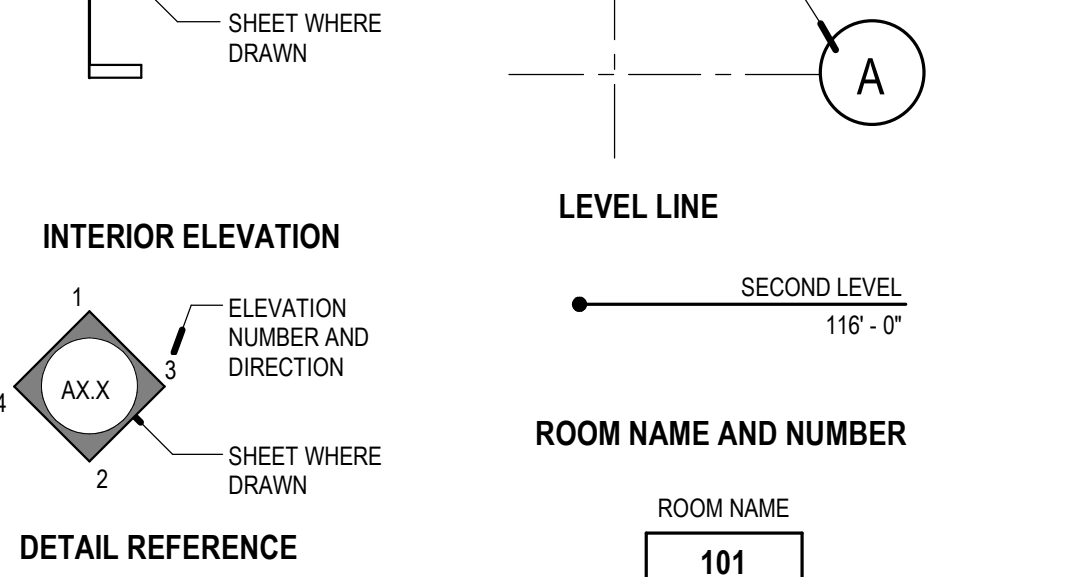 SHEET WHERE
DRAWN
INTERIOR ELEVATION
1
ELEVATION
NUMBER AND
DIRECTION
3
4
AX.X
SHEET WHERE
DRAWN
2
DETAIL REFERENCE
A
LEVEL LINE
SECOND LEVEL
116' - 0"
ROOM NAME AND NUMBER
ROOM NAME
101